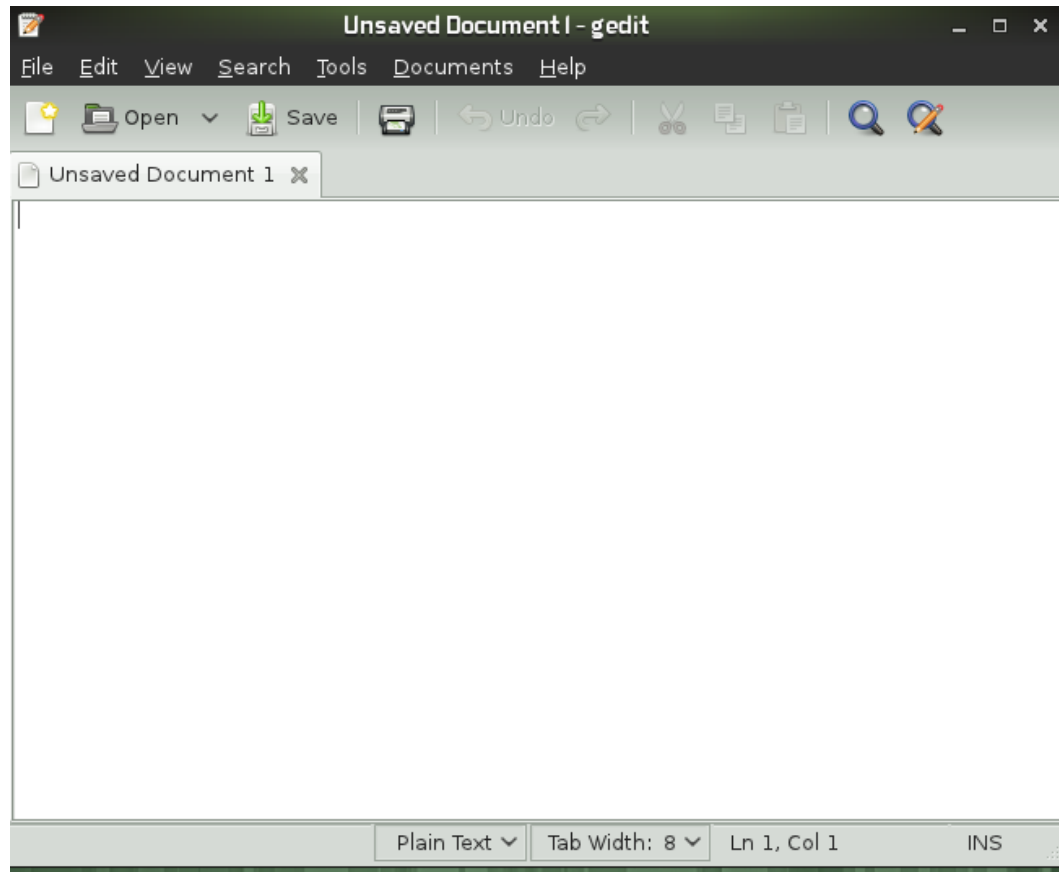 Unsaved Document 1 - gedit
File Edit View Search Tools Documents Help
Open Save Undo
Unsaved Document 1
Plain Text Tab Width: 8 Ln 1, Col 1 INS